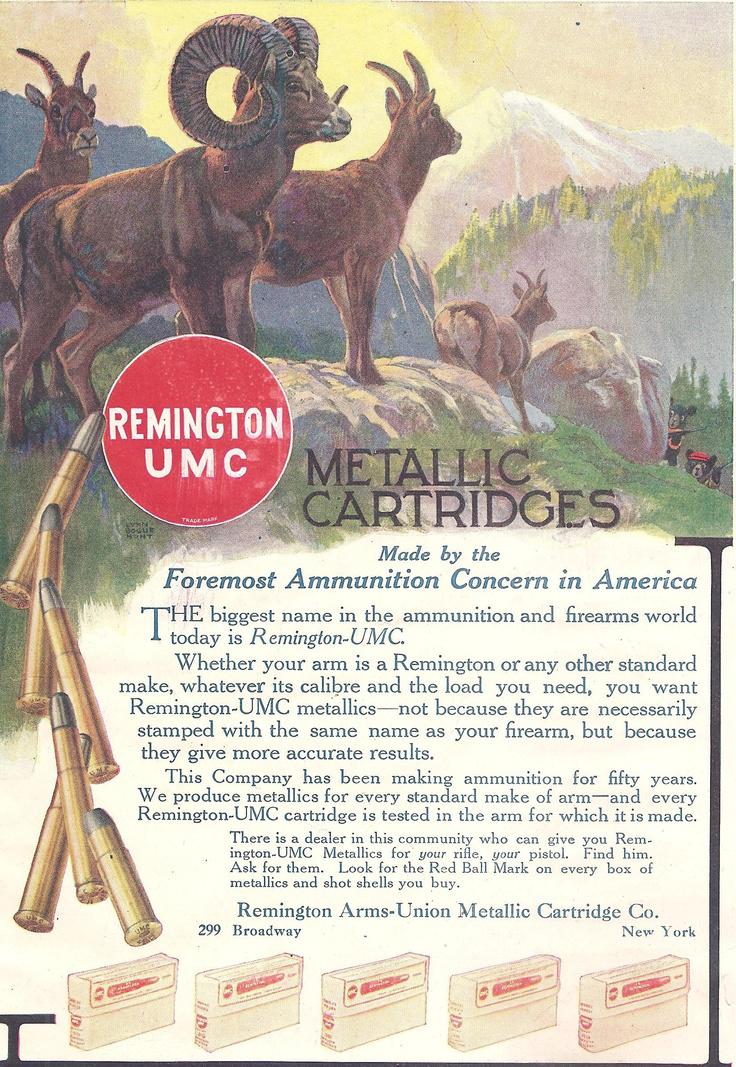 REMINGTON
UMC
TRADE MARK
METALLIC
CARTRIDGES
LYNN
BOGUE
HUNT
Made by the
Foremost Ammunition Concern in America
THE biggest name in the ammunition and firearms world
today is Remington-UMC.
Whether your arm is a Remington or any other standard
make, whatever its calibre and the load you need, you want
Remington-UMC metallics—not because they are necessarily
stamped with the same name as your firearm, but because
they give more accurate results.
This Company has been making ammunition for fifty years.
We produce metallics for every standard make of arm—and every
Remington-UMC cartridge is tested in the arm for which it is made.
There is a dealer in this community who can give you Rem-
ington-UMC Metallics for your rifle, your pistol. Find him.
Ask for them. Look for the Red Ball Mark on every box of
metallics and shot shells you buy.
Remington Arms-Union Metallic Cartridge Co.
299 Broadway New York